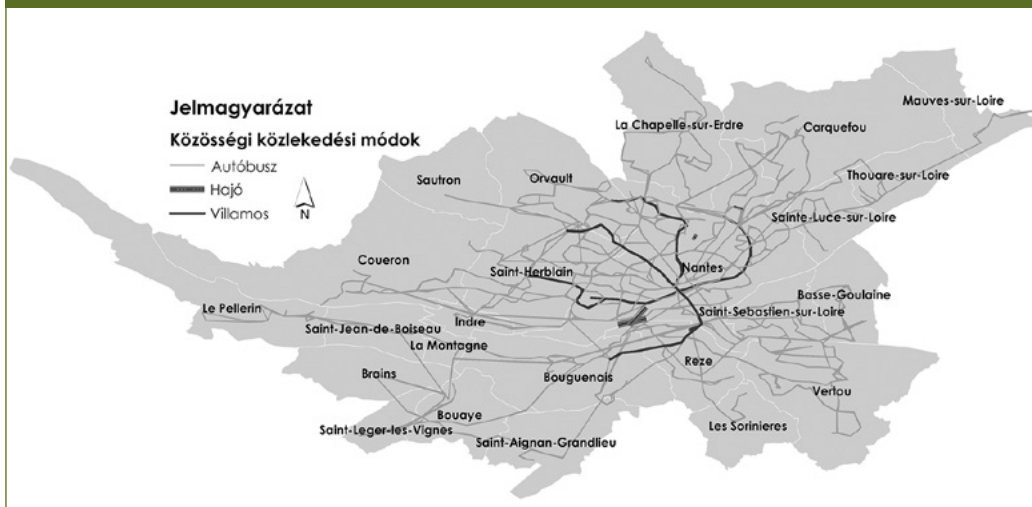 Jelmagyarázat
Közösségi közlekedési módok
Autóbusz
Hajó
Villamos
N
Mauves-sur-Loire
La Chapelle-sur-Erdre
Carquefou
Thouare-sur-Loire
Sautron
Orvault
Sainte-Luce-sur-Loire
Coueron
Saint-Herblain
Nantes
Basse-Goulaine
Le Pellerin
Saint-Sebastien-sur-Loire
Indre
Saint-Jean-de-Boiseau
La Montagne
Reze
Brains
Bouguenais
Vertou
Bouaye
Les Sorinieres
Saint-Leger-les-Vignes
Saint-Aignan-Grandlieu